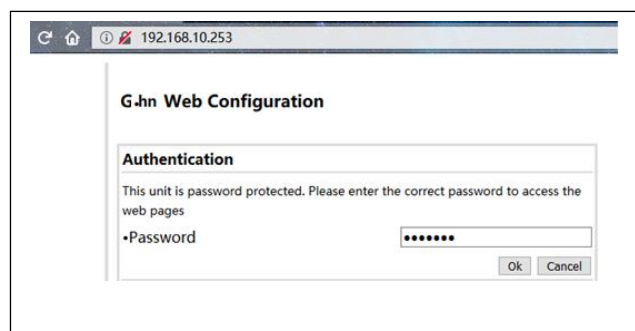 192.168.10.253
G.hn Web Configuration
Authentication
This unit is password protected. Please enter the correct password to access the
web pages
•Password •••••••
Ok Cancel